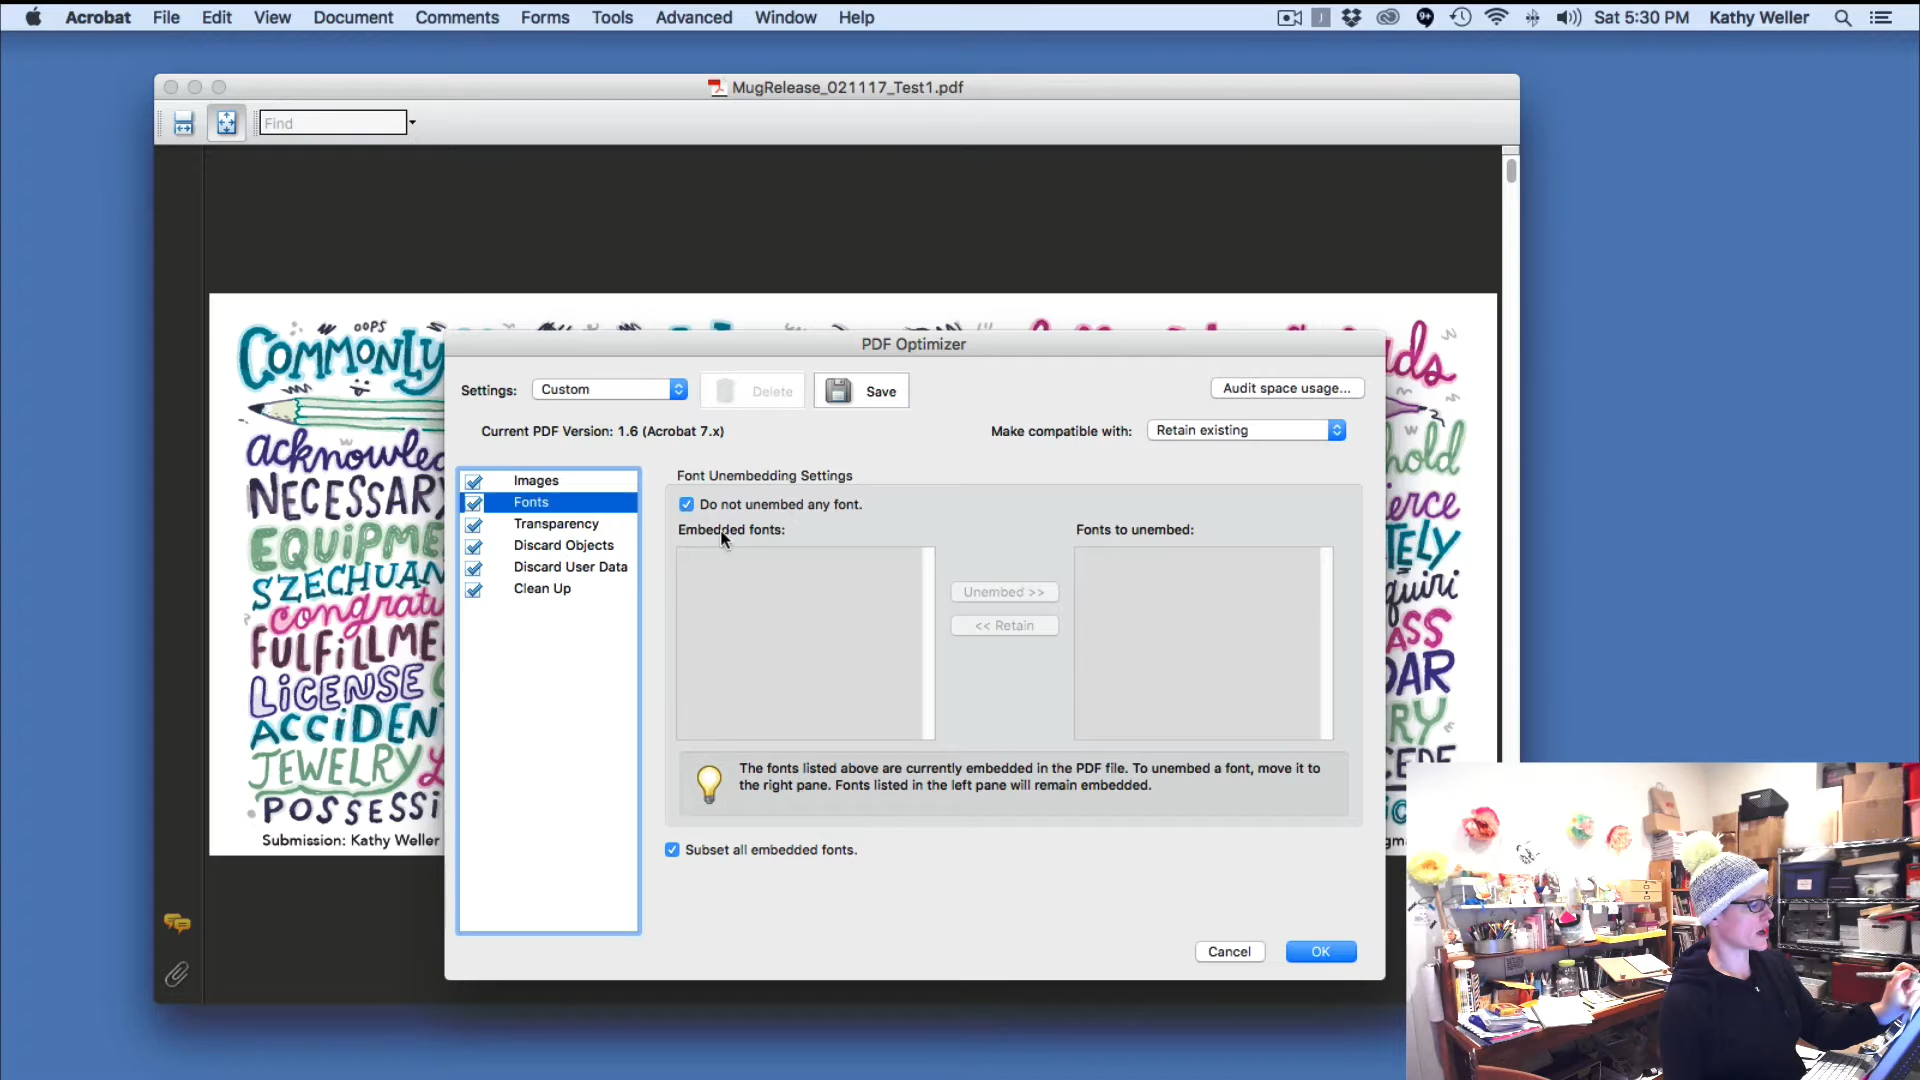 Acrobat File Edit View Document Comments Forms Tools Advanced Window Help
9+ Sat 5:30 PM Kathy Weller
MugRelease_021117_Test1.pdf
Find
OOPS
COMMONLY
acknowle
NECESSARY
EQUIPME
SZECHUAN
congratu
FULFILLME
LICENSE
ACCIDENT
JEWELRY
POSSESSI
Submission: Kathy Weller
ds
hold
ierce
TELY
quiri
ASS
DAR
RY
CEDE
PDF Optimizer
Settings: Custom Delete Save Audit space usage...
Current PDF Version: 1.6 (Acrobat 7.x) Make compatible with: Retain existing
Images
Fonts
Transparency
Discard Objects
Discard User Data
Clean Up
Font Unembedding Settings
Do not unembed any font.
Embedded fonts: Fonts to unembed:
Unembed >>
<< Retain
The fonts listed above are currently embedded in the PDF file. To unembed a font, move it to
the right pane. Fonts listed in the left pane will remain embedded.
Subset all embedded fonts.
Cancel OK